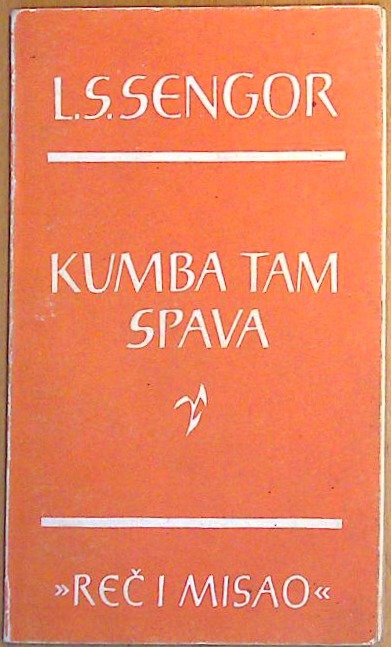 L.S.SENGOR
KUMBA TAM
SPAVA
»REČ I MISAO«